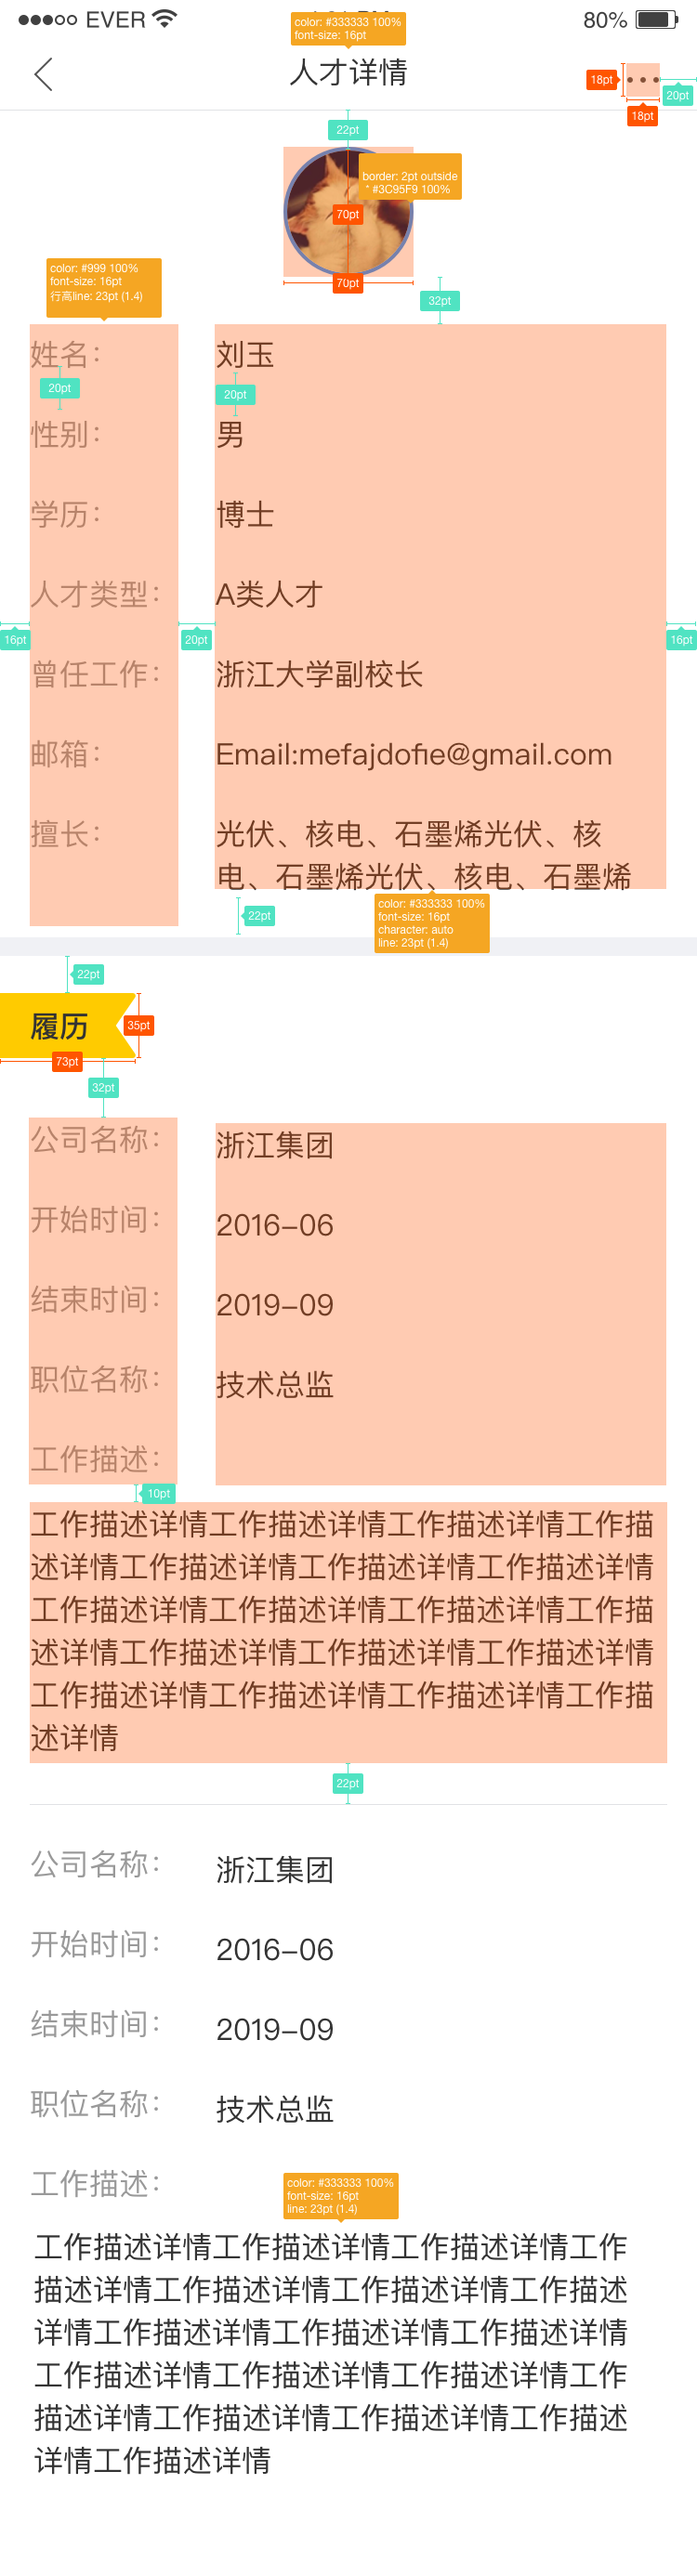 EVER
80%
color: #333333 100%
font-size: 16pt
人才详情
18pt
20pt
18pt
22pt
border: 2pt outside
* #3C95F9 100%
70pt
70pt
color: #999 100%
font-size: 16pt
行高line: 23pt (1.4)
32pt
姓名：
刘玉
20pt
20pt
性别：
男
学历：
博士
人才类型：
A类人才
16pt
20pt
16pt
曾任工作：
浙江大学副校长
邮箱：
Email:mefajdofie@gmail.com
擅长：
光伏、核电、石墨烯光伏、核
电、石墨烯光伏、核电、石墨烯
color: #333333 100%
font-size: 16pt
character: auto
line: 23pt (1.4)
22pt
22pt
履历
35pt
73pt
32pt
公司名称：
浙江集团
开始时间：
2016-06
结束时间：
2019-09
职位名称：
技术总监
工作描述：
10pt
工作描述详情工作描述详情工作描述详情工作描
述详情工作描述详情工作描述详情工作描述详情
工作描述详情工作描述详情工作描述详情工作描
述详情工作描述详情工作描述详情工作描述详情
工作描述详情工作描述详情工作描述详情工作描
述详情
22pt
公司名称：
浙江集团
开始时间：
2016-06
结束时间：
2019-09
职位名称：
技术总监
工作描述：
color: #333333 100%
font-size: 16pt
line: 23pt (1.4)
工作描述详情工作描述详情工作描述详情工作
描述详情工作描述详情工作描述详情工作描述
详情工作描述详情工作描述详情工作描述详情
工作描述详情工作描述详情工作描述详情工作
描述详情工作描述详情工作描述详情工作描述
详情工作描述详情